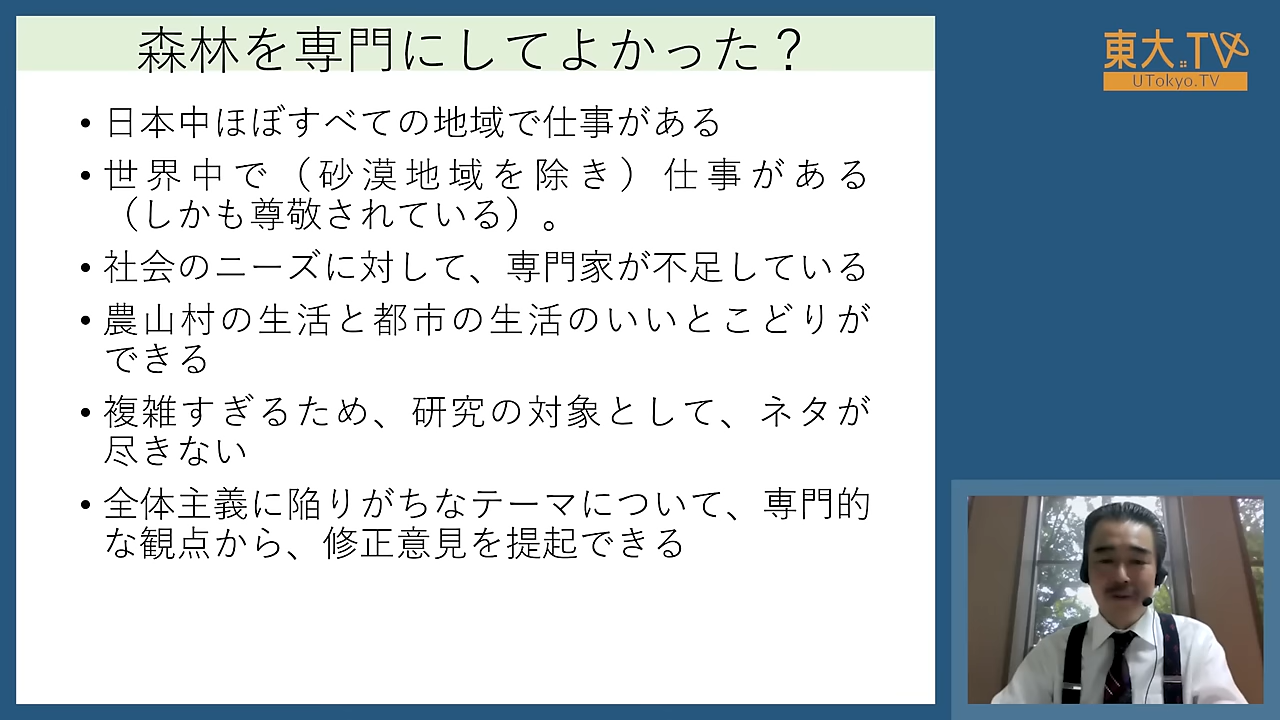 森林を専門にしてよかった？
• 日本中ほぼすべての地域で仕事がある
• 世界中で（砂漠地域を除き）仕事がある
（しかも尊敬されている）。
• 社会のニーズに対して、専門家が不足している
• 農山村の生活と都市の生活のいいとこどりが
できる
• 複雑すぎるため、研究の対象として、ネタが
尽きない
• 全体主義に陥りがちなテーマについて、専門的
な観点から、修正意見を提起できる
東大TV
UTokyo.TV